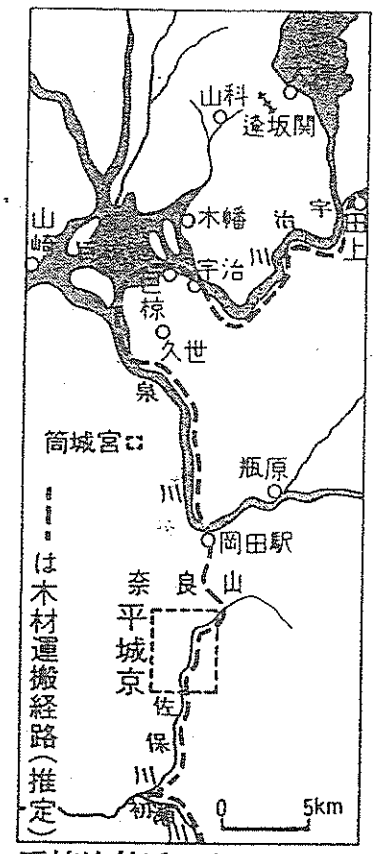 山科
逢坂関
木幡
山崎
宇治川
田上
宇治
巨椋
久世
泉川
筒城宮
瓶原
岡田駅
奈良山
平城京
佐保川
初瀬
0 5km
---は木材運搬経路(推定)